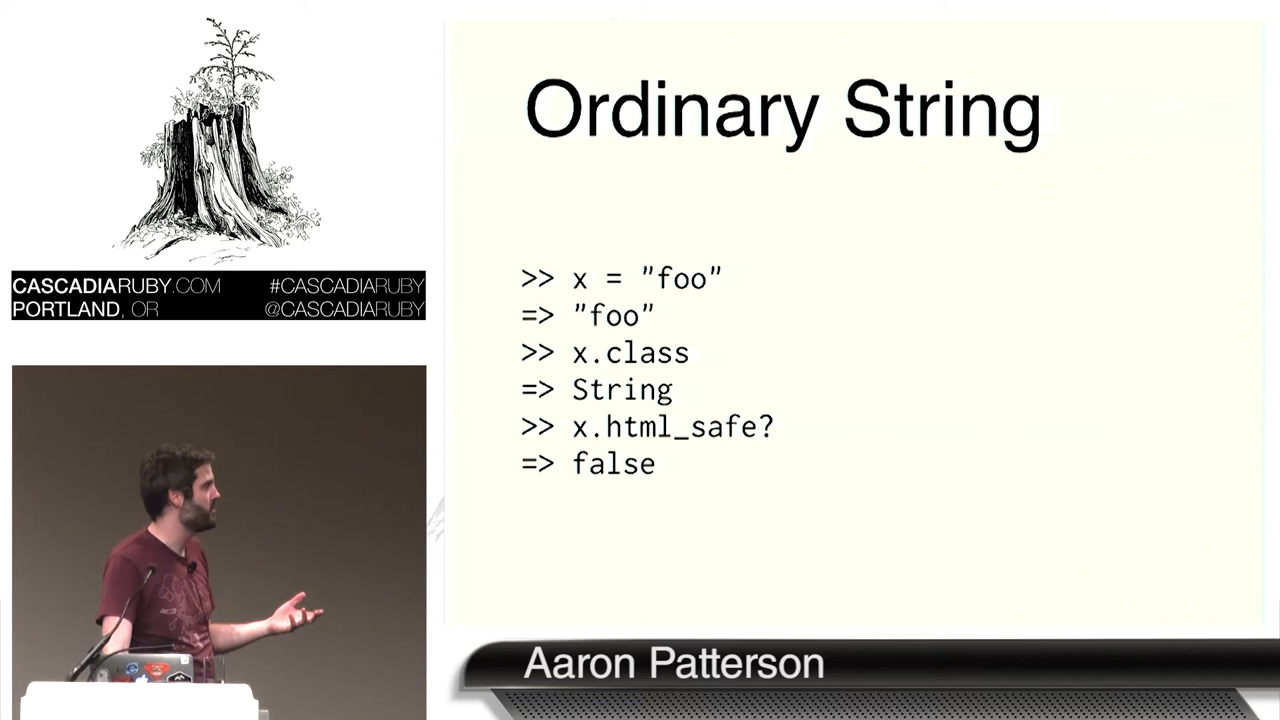 Ordinary String
>> x = "foo"
=> "foo"
>> x.class
=> String
>> x.html_safe?
=> false
CASCADIARUBY.COM #CASCADIARUBY
PORTLAND, OR @CASCADIARUBY
Aaron Patterson